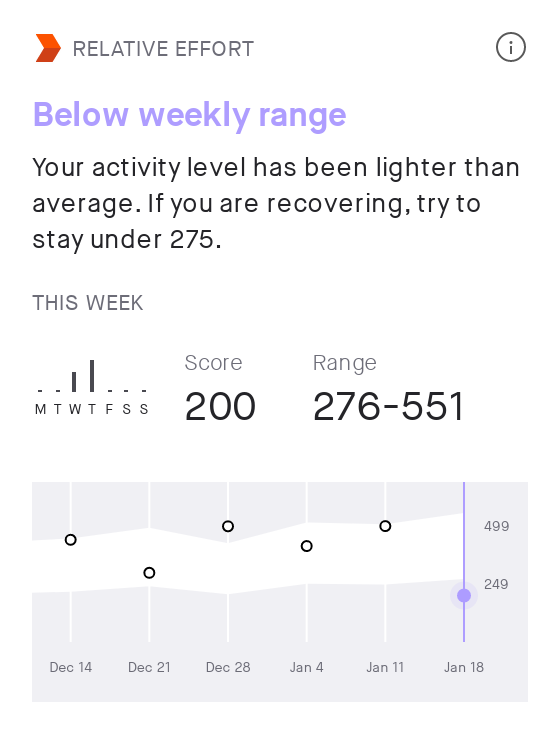 RELATIVE EFFORT
Below weekly range
Your activity level has been lighter than
average. If you are recovering, try to
stay under 275.
THIS WEEK
Score
Range
200
276-551
M T W T F S S
499
249
Dec 14
Dec 21
Dec 28
Jan 4
Jan 11
Jan 18